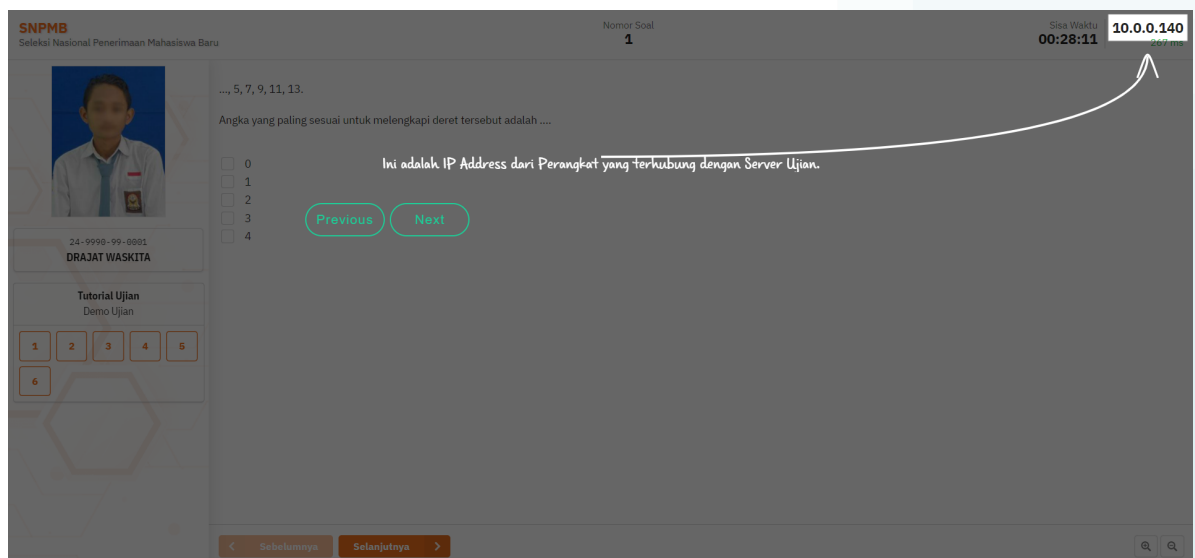 SNPMB
Seleksi Nasional Penerimaan Mahasiswa Baru
Nomor Soal
1
Sisa Waktu
00:28:11
10.0.0.140
267 ms
..., 5, 7, 9, 11, 13.
Angka yang paling sesuai untuk melengkapi deret tersebut adalah ....
0
1
2
3
4
Ini adalah IP Address dari Perangkat yang terhubung dengan Server Ujian.
Previous
Next
24-9990-99-0001
DRAJAT WASKITA
Tutorial Ujian
Demo Ujian
1 2 3 4 5
6
Sebelumnya
Selanjutnya